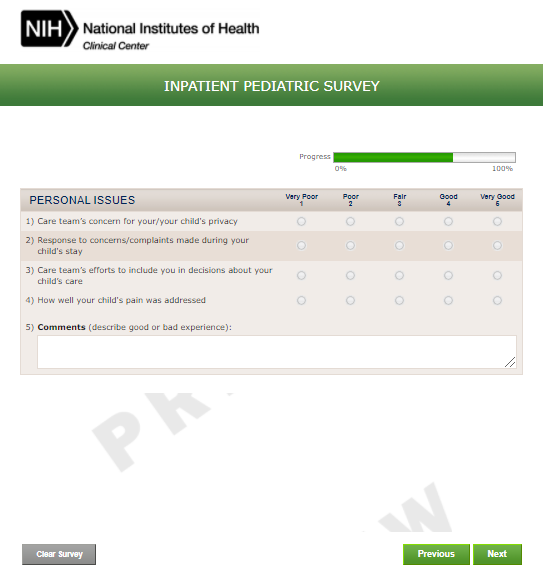 NIH National Institutes of Health
Clinical Center
INPATIENT PEDIATRIC SURVEY
Progress
0% 100%
PERSONAL ISSUES Very Poor Poor Fair Good Very Good
1 2 3 4 5
1) Care team's concern for your/your child's privacy
2) Response to concerns/complaints made during your
child's stay
3) Care team's efforts to include you in decisions about your
child's care
4) How well your child's pain was addressed
5) Comments (describe good or bad experience):
PR
W
Clear Survey Previous Next